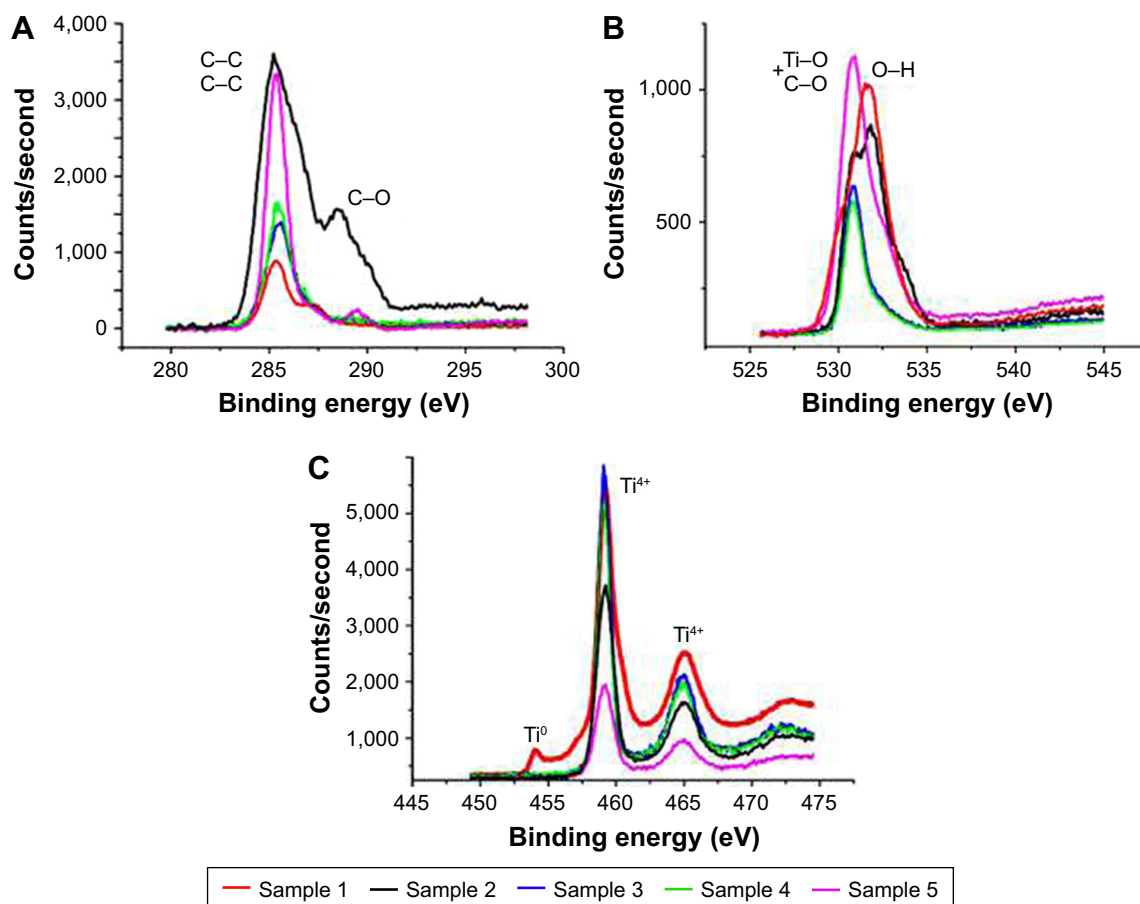 A
4,000
3,000
2,000
1,000
0
Counts/second
C–C
C–C
C–O
280 285 290 295 300
Binding energy (eV)
B
1,000
500
Counts/second
Ti–O
+
C–O
O–H
525 530 535 540 545
Binding energy (eV)
C
5,000
4,000
3,000
2,000
1,000
Counts/second
Ti⁴⁺
Ti⁴⁺
Ti⁰
445 450 455 460 465 470 475
Binding energy (eV)
Sample 1 Sample 2 Sample 3 Sample 4 Sample 5